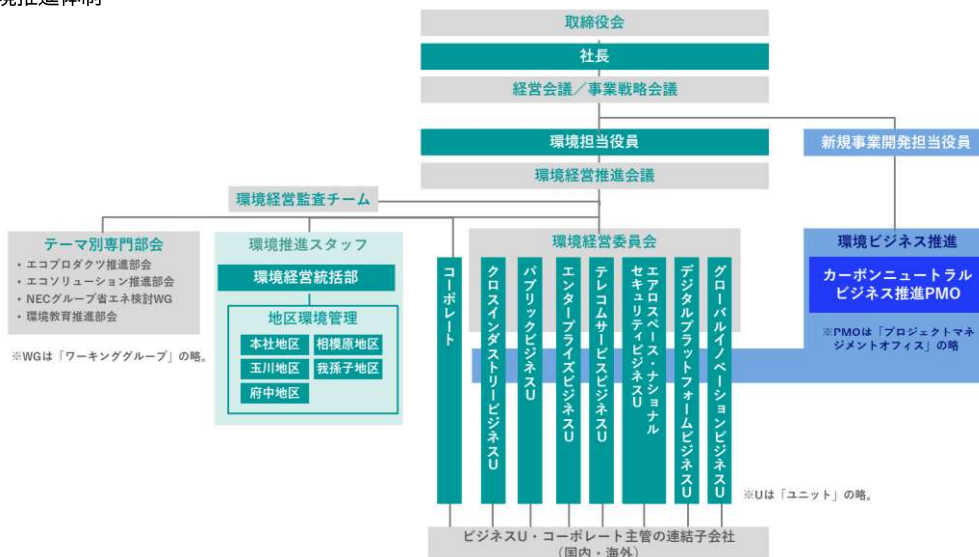 境推進体制
取締役会
社長
経営会議／事業戦略会議
環境担当役員
新規事業開発担当役員
環境経営推進会議
環境経営監査チーム
テーマ別専門部会
・エコプロダクツ推進部会
・エコソリューション推進部会
・NECグループ省エネ検討WG
・環境教育推進部会
※WGは「ワーキンググループ」の略。
環境推進スタッフ
環境経営統括部
地区環境管理
本社地区
相模原地区
玉川地区
我孫子地区
府中地区
環境経営委員会
コーポレート
クロスインダストリービジネスU
パブリックビジネスU
エンタープライズビジネスU
テレコムサービスビジネスU
エアロスペース・ナショナル
セキュリティビジネスU
デジタルプラットフォームビジネスU
グローバルイノベーションビジネスU
環境ビジネス推進
カーボンニュートラル
ビジネス推進PMO
※PMOは「プロジェクトマネ
ジメントオフィス」の略
※Uは「ユニット」の略。
ビジネスU・コーポレート主管の連結子会社
（国内・海外）